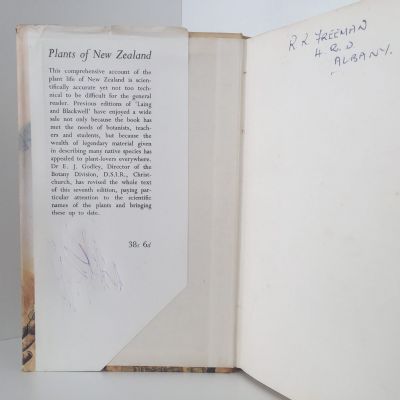 Plants of New Zealand
This comprehensive account of the
plant life of New Zealand is scien-
tifically accurate yet not too tech-
nical to be difficult for the general
reader. Previous editions of 'Laing
and Blackwell' have enjoyed a wide
sale not only because the book has
met the needs of botanists, teach-
ers and students, but because the
wealth of legendary material given
in describing many native species has
appealed to plant-lovers everywhere.
Dr E. J. Godley, Director of the
Botany Division, D.S.I.R., Christ-
church, has revised the whole text
of this seventh edition, paying par-
ticular attention to the scientific
names of the plants and bringing
these up to date.
38s 6d
R R FREEMAN
4 R D
ALBANY.